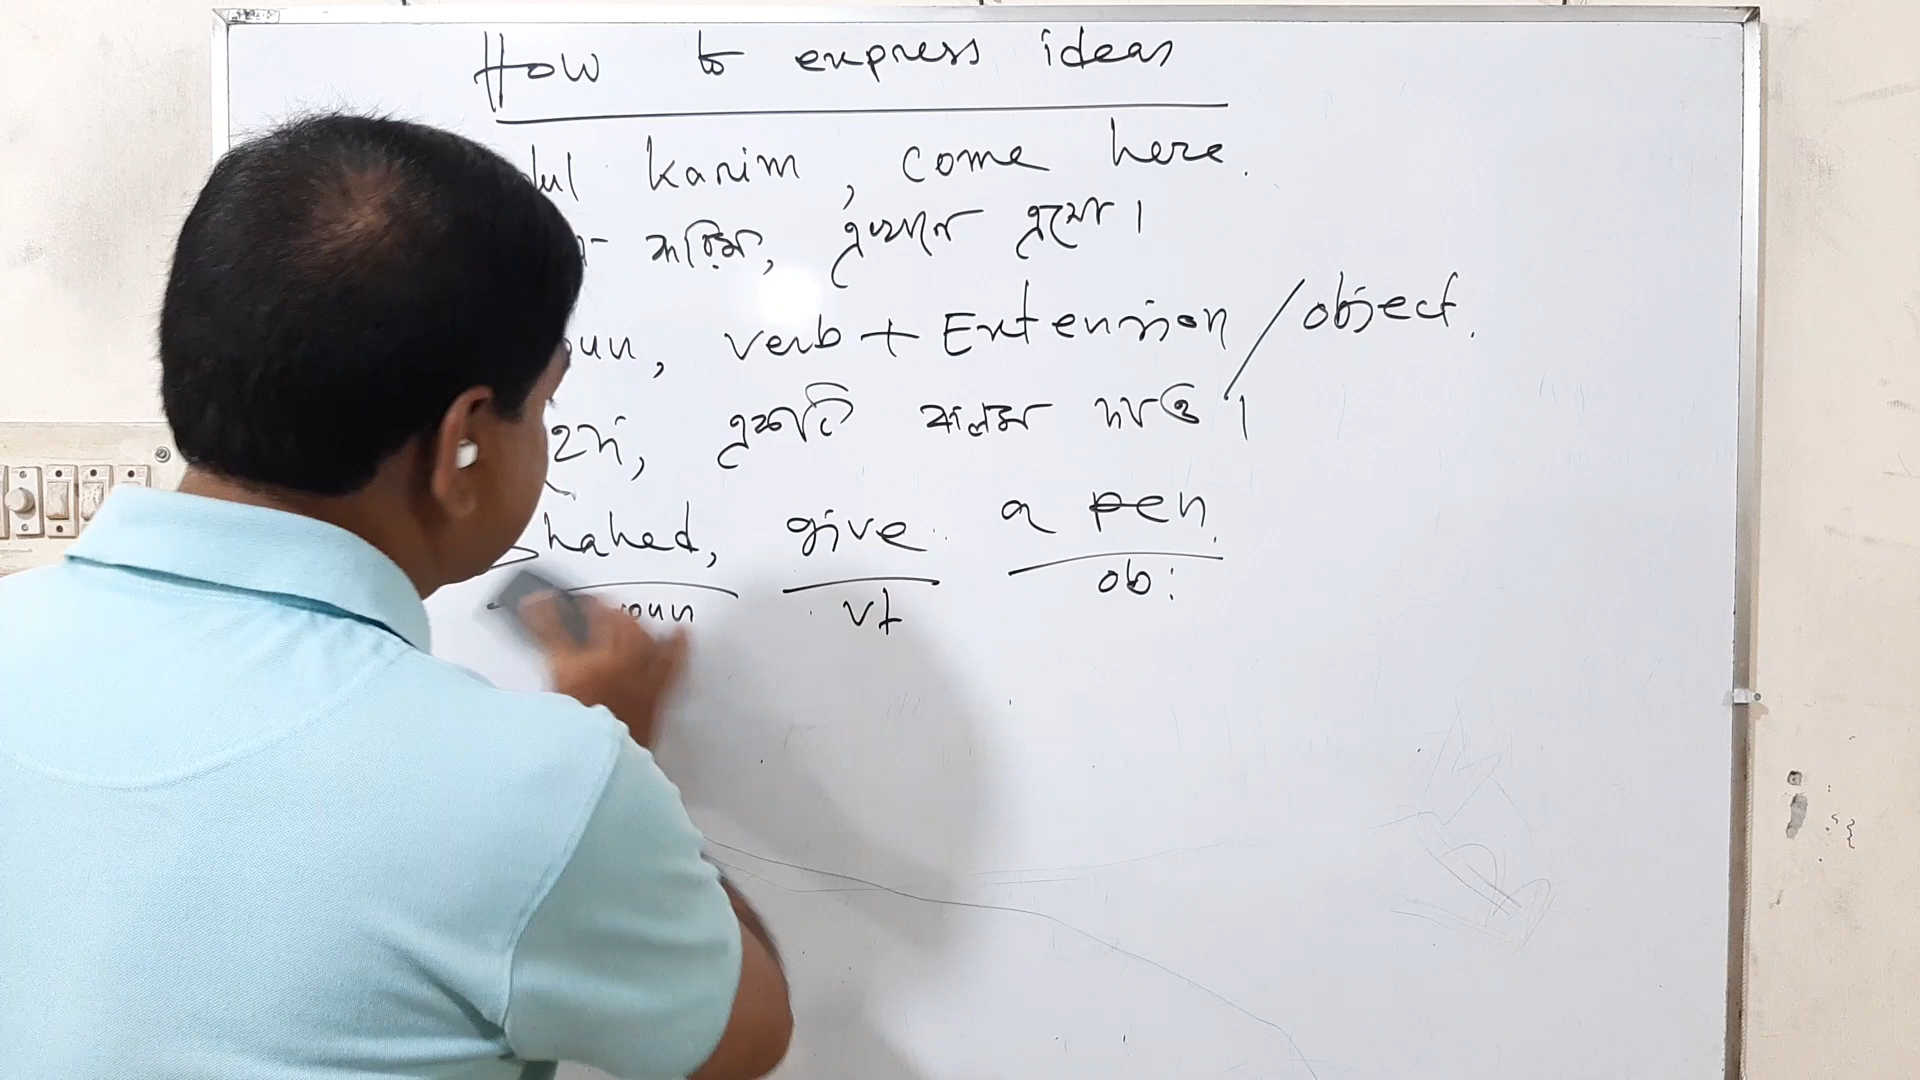 How to express ideas
dul karim, come here.
করিম, এখানে এসো।
oun, verb + Extension / object.
একটি কলম দাও।
Shahed, give a pen.
oun vt ob: